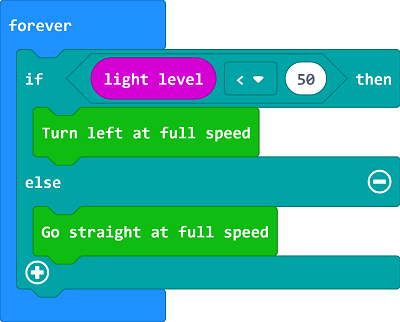 forever
if light level < 50 then
Turn left at full speed
else
Go straight at full speed